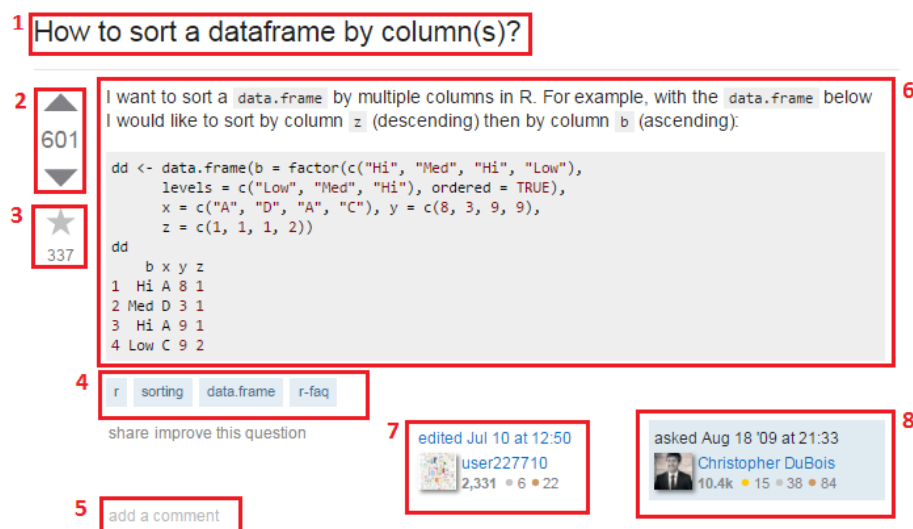 1 How to sort a dataframe by column(s)?
2
601
3
337
6
I want to sort a data.frame by multiple columns in R. For example, with the data.frame below
I would like to sort by column z (descending) then by column b (ascending):
dd <- data.frame(b = factor(c("Hi", "Med", "Hi", "Low"),
      levels = c("Low", "Med", "Hi"), ordered = TRUE),
      x = c("A", "D", "A", "C"), y = c(8, 3, 9, 9),
      z = c(1, 1, 1, 2))
dd
    b x y z
1  Hi A 8 1
2 Med D 3 1
3  Hi A 9 1
4 Low C 9 2
4 r sorting data.frame r-faq
share improve this question
7 edited Jul 10 at 12:50
user227710
2,331 6 22
8
asked Aug 18 '09 at 21:33
Christopher DuBois
10.4k 15 38 84
5 add a comment